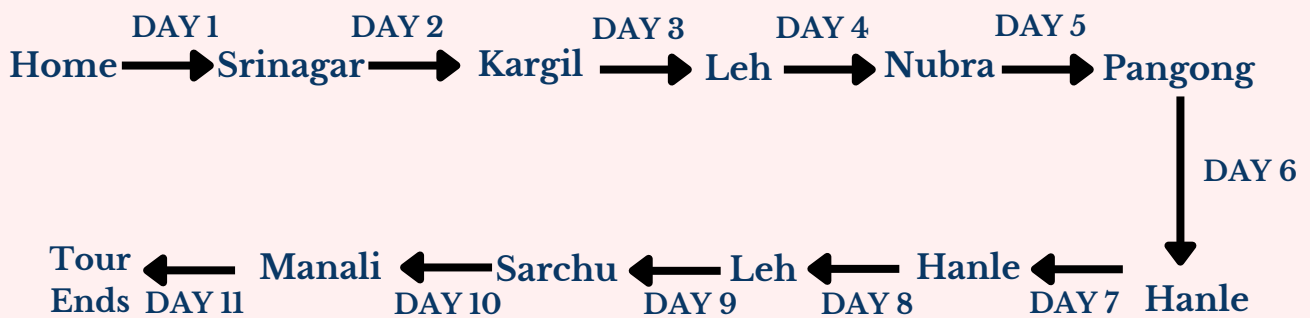 DAY 1
DAY 2
DAY 3
DAY 4
DAY 5
Home
Srinagar
Kargil
Leh
Nubra
Pangong
DAY 6
Hanle
DAY 7
Hanle
DAY 8
Leh
DAY 9
Sarchu
DAY 10
Manali
DAY 11
Tour
Ends